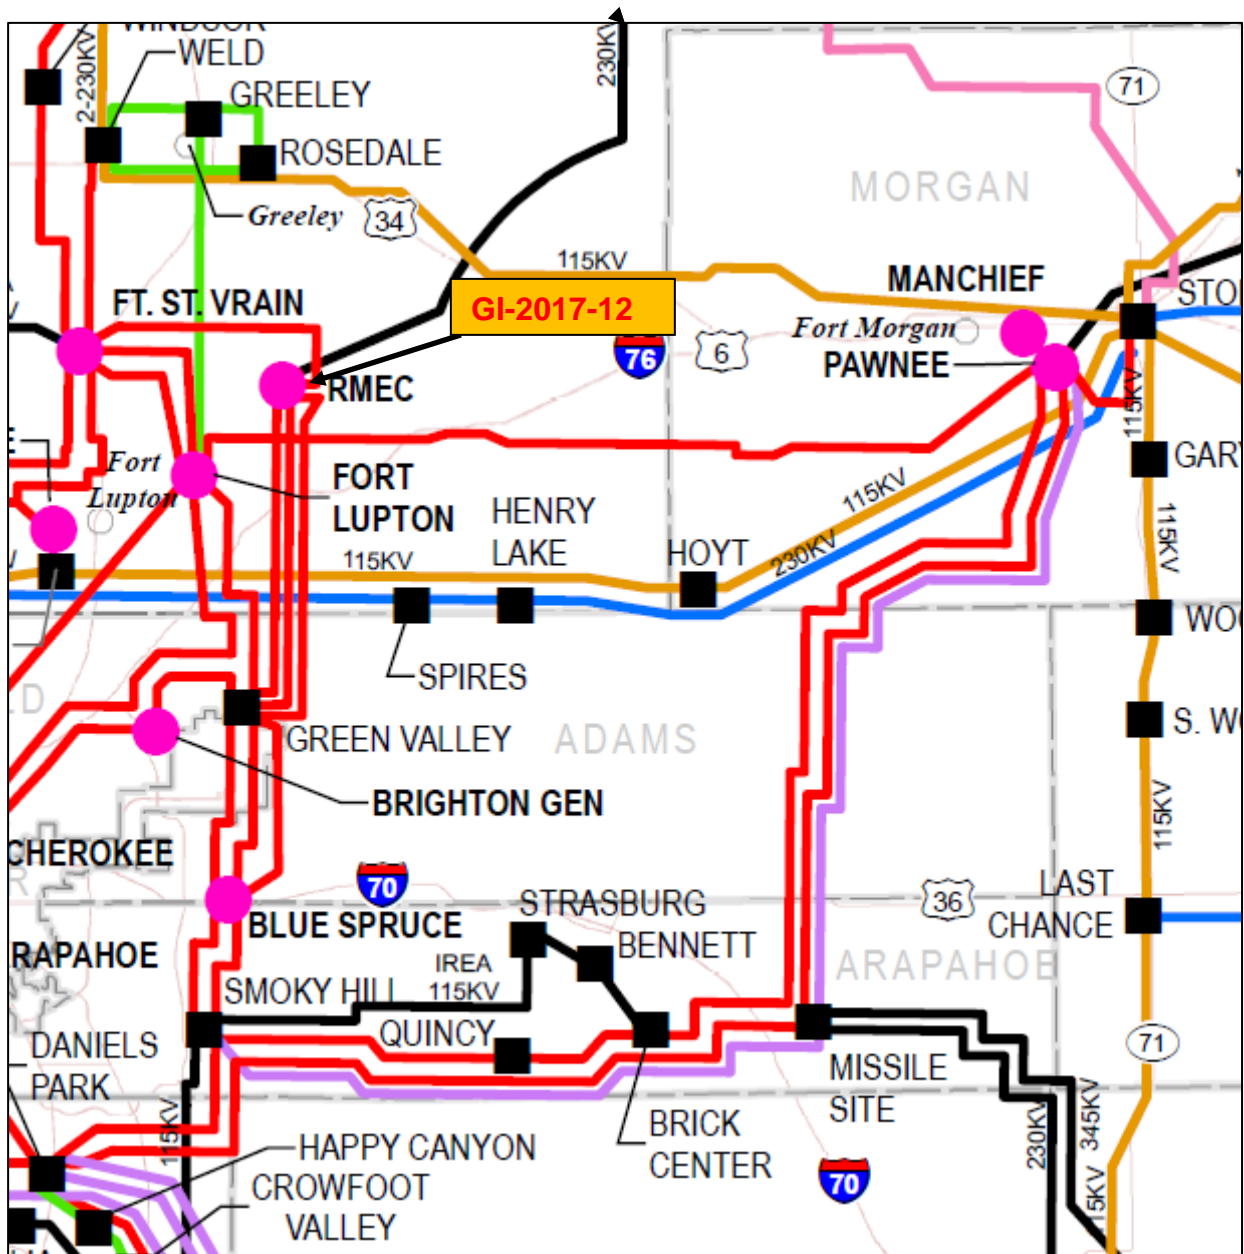 WINDSOR
WELD
2-230KV
GREELEY
ROSEDALE
Greeley
34
230KV
71
MORGAN
115KV
MANCHIEF
FT. ST. VRAIN
GI-2017-12
Fort Morgan
76
6
PAWNEE
RMEC
115KV
Fort
Lupton
FORT
LUPTON
HENRY
LAKE
115KV
115KV
230KV
HOYT
115KV
SPIRES
GREEN VALLEY
ADAMS
BRIGHTON GEN
115KV
CHEROKEE
70
36
LAST
CHANCE
STRASBURG
BENNETT
BLUE SPRUCE
RAPAHOE
IREA
115KV
ARAPAHOE
SMOKY HILL
QUINCY
DANIELS
PARK
71
MISSILE
SITE
115KV
BRICK
CENTER
230KV
345KV
HAPPY CANYON
CROWFOOT
VALLEY
70
15KV